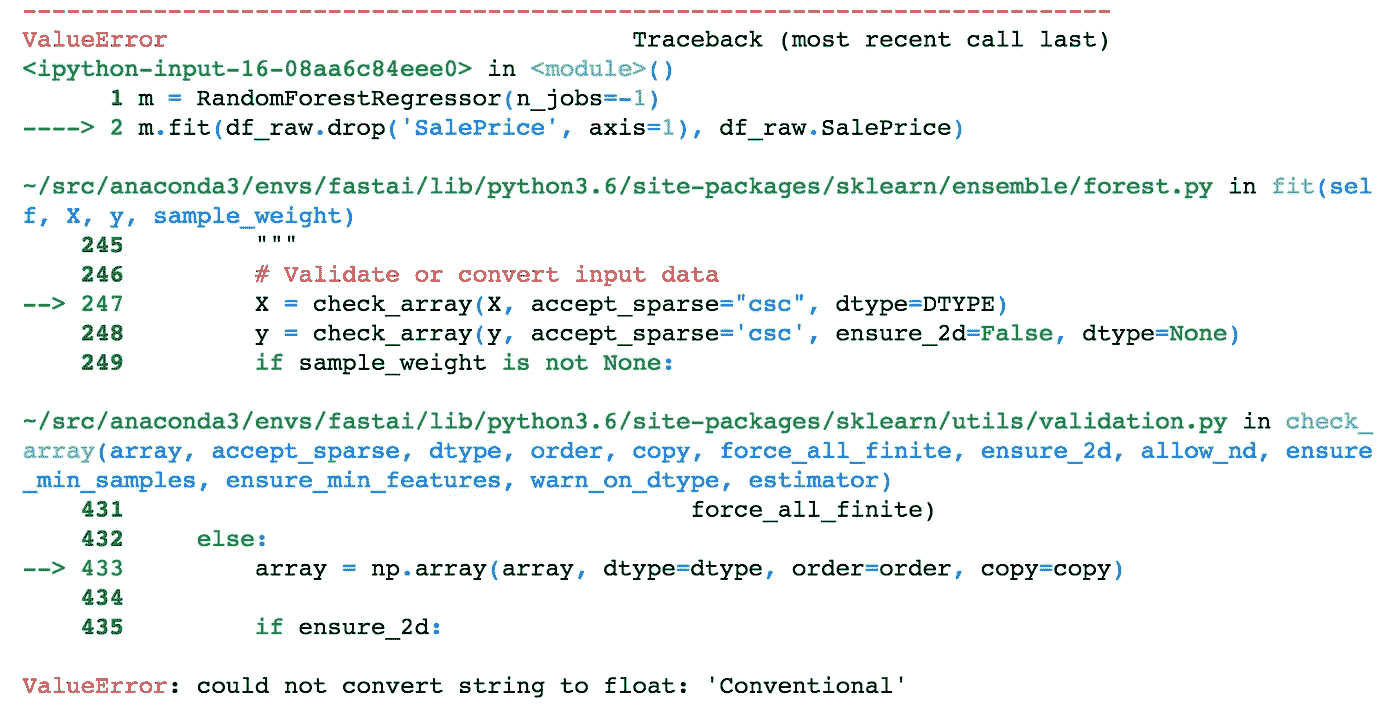 ---------------------------------------------------------------------------
ValueError                                Traceback (most recent call last)
<ipython-input-16-08aa6c84eee0> in <module>()
      1 m = RandomForestRegressor(n_jobs=-1)
----> 2 m.fit(df_raw.drop('SalePrice', axis=1), df_raw.SalePrice)

~/src/anaconda3/envs/fastai/lib/python3.6/site-packages/sklearn/ensemble/forest.py in fit(sel
f, X, y, sample_weight)
    245         """
    246         # Validate or convert input data
--> 247         X = check_array(X, accept_sparse="csc", dtype=DTYPE)
    248         y = check_array(y, accept_sparse='csc', ensure_2d=False, dtype=None)
    249         if sample_weight is not None:

~/src/anaconda3/envs/fastai/lib/python3.6/site-packages/sklearn/utils/validation.py in check_
array(array, accept_sparse, dtype, order, copy, force_all_finite, ensure_2d, allow_nd, ensure
_min_samples, ensure_min_features, warn_on_dtype, estimator)
    431                                       force_all_finite)
    432     else:
--> 433         array = np.array(array, dtype=dtype, order=order, copy=copy)
    434 
    435         if ensure_2d:

ValueError: could not convert string to float: 'Conventional'